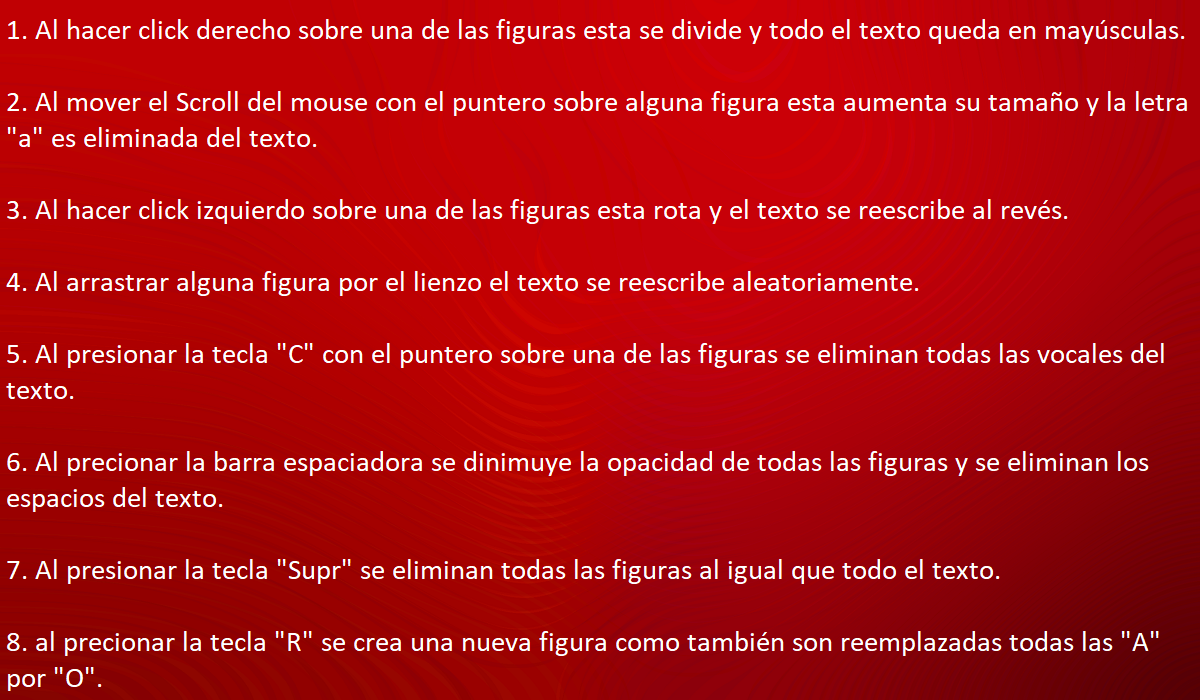 1. Al hacer click derecho sobre una de las figuras esta se divide y todo el texto queda en mayúsculas.
2. Al mover el Scroll del mouse con el puntero sobre alguna figura esta aumenta su tamaño y la letra
"a" es eliminada del texto.
3. Al hacer click izquierdo sobre una de las figuras esta rota y el texto se reescribe al revés.
4. Al arrastrar alguna figura por el lienzo el texto se reescribe aleatoriamente.
5. Al presionar la tecla "C" con el puntero sobre una de las figuras se eliminan todas las vocales del
texto.
6. Al precionar la barra espaciadora se dinimuye la opacidad de todas las figuras y se eliminan los
espacios del texto.
7. Al presionar la tecla "Supr" se eliminan todas las figuras al igual que todo el texto.
8. al precionar la tecla "R" se crea una nueva figura como también son reemplazadas todas las "A"
por "O".